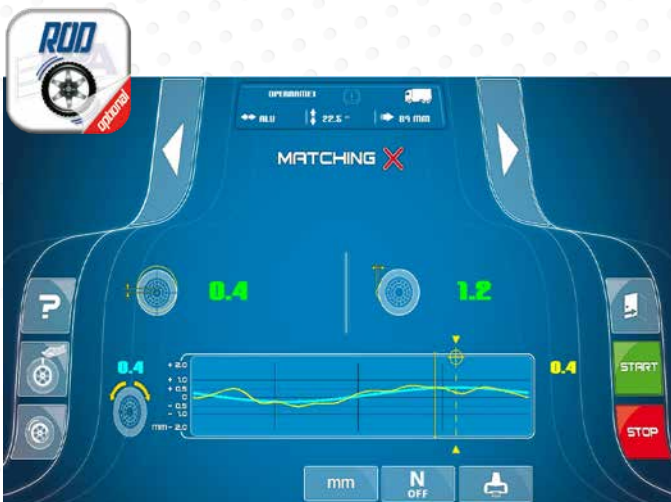 ROD
optional
OPERNAME1
ALU
22.5 "
89 mm
MATCHING
0.4
1.2
?
0.4
0.4
+ 2.0
+ 1.0
+ 0.5
0
- 0.5
- 1.0
mm - 2.0
START
STOP
mm
N
OFF